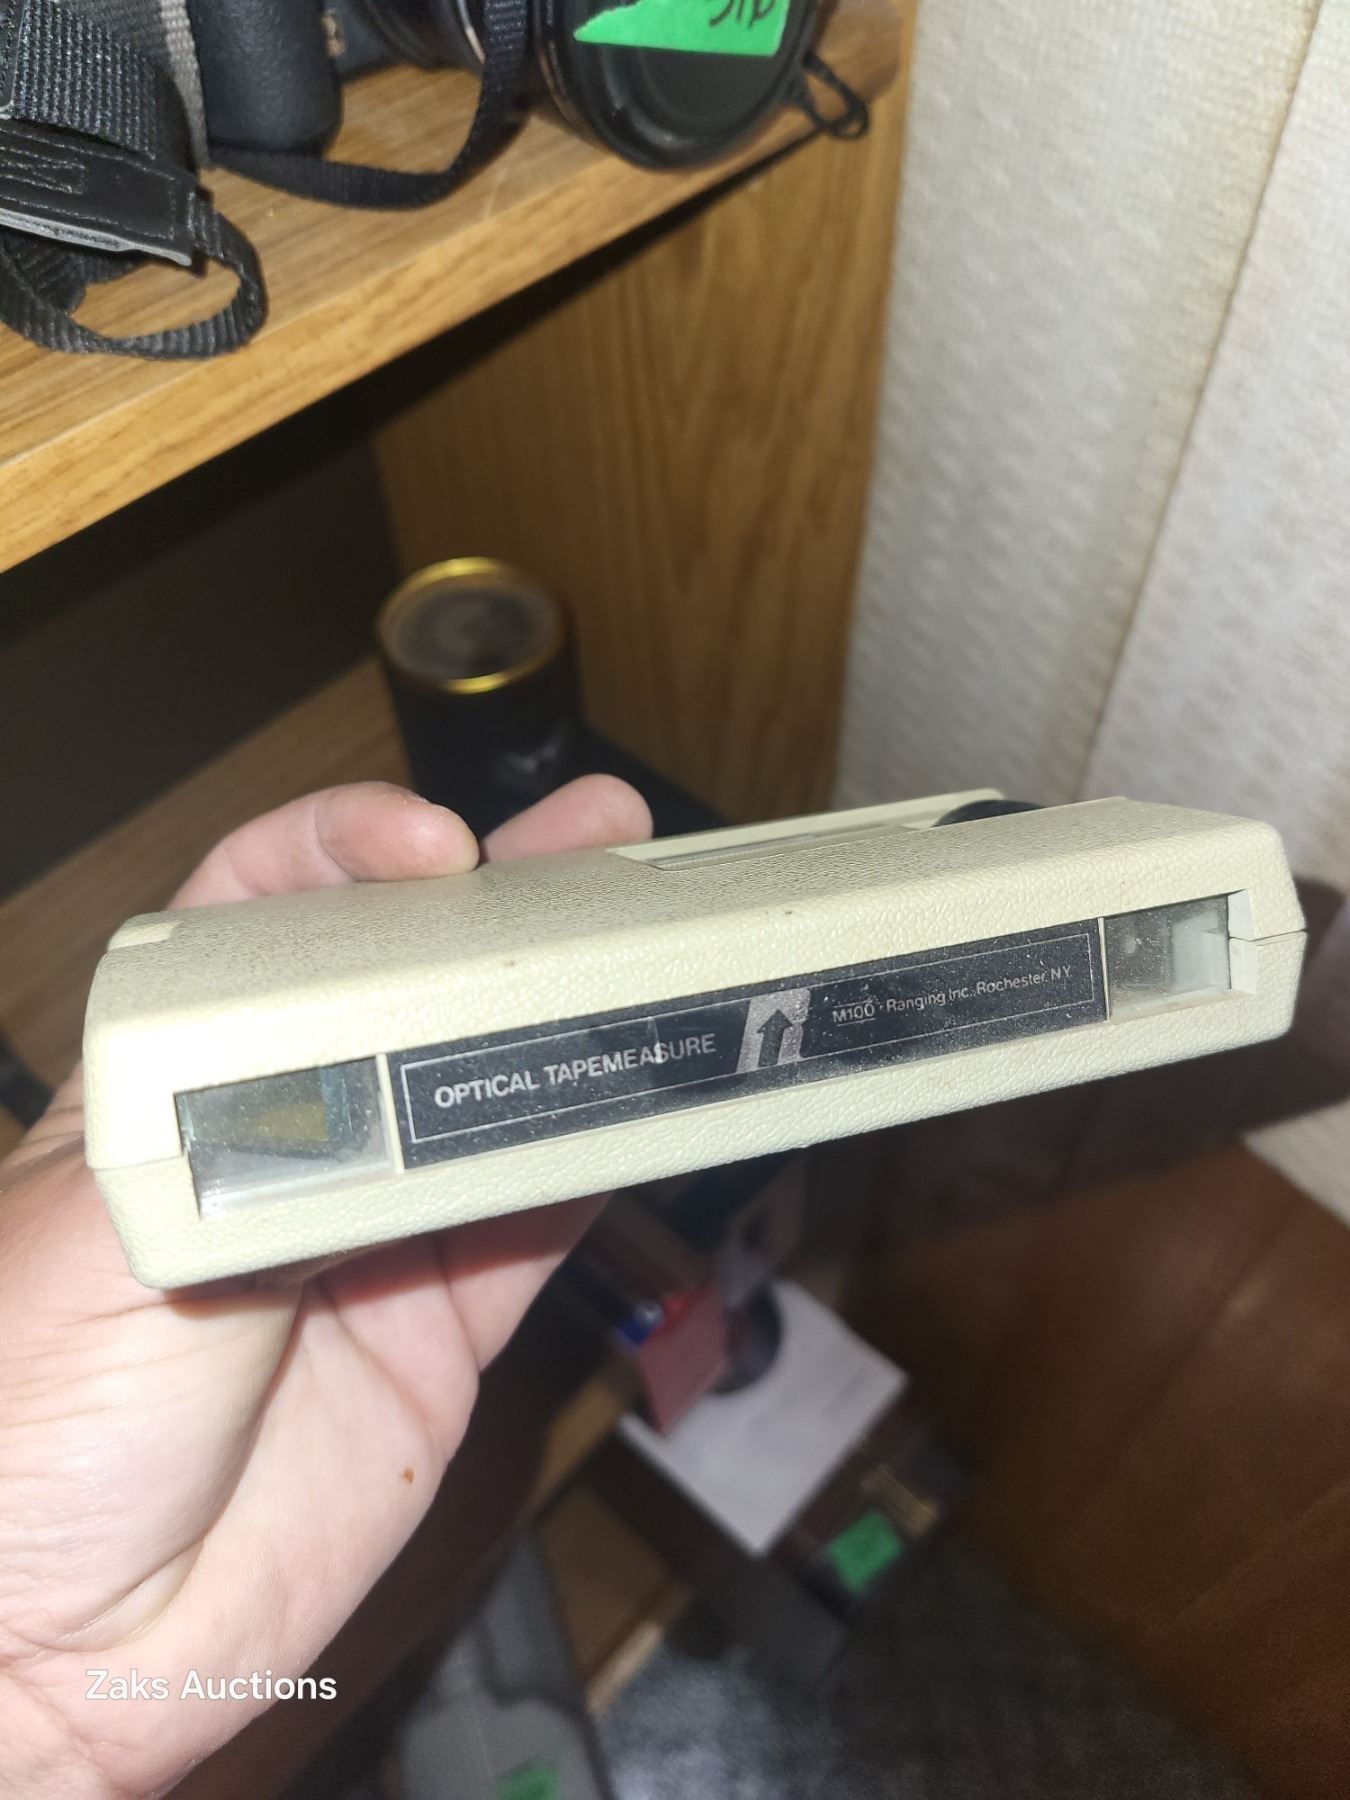 OPTICAL TAPEMEASURE
M100 · Ranging Inc., Rochester, N.Y.
Zaks Auctions